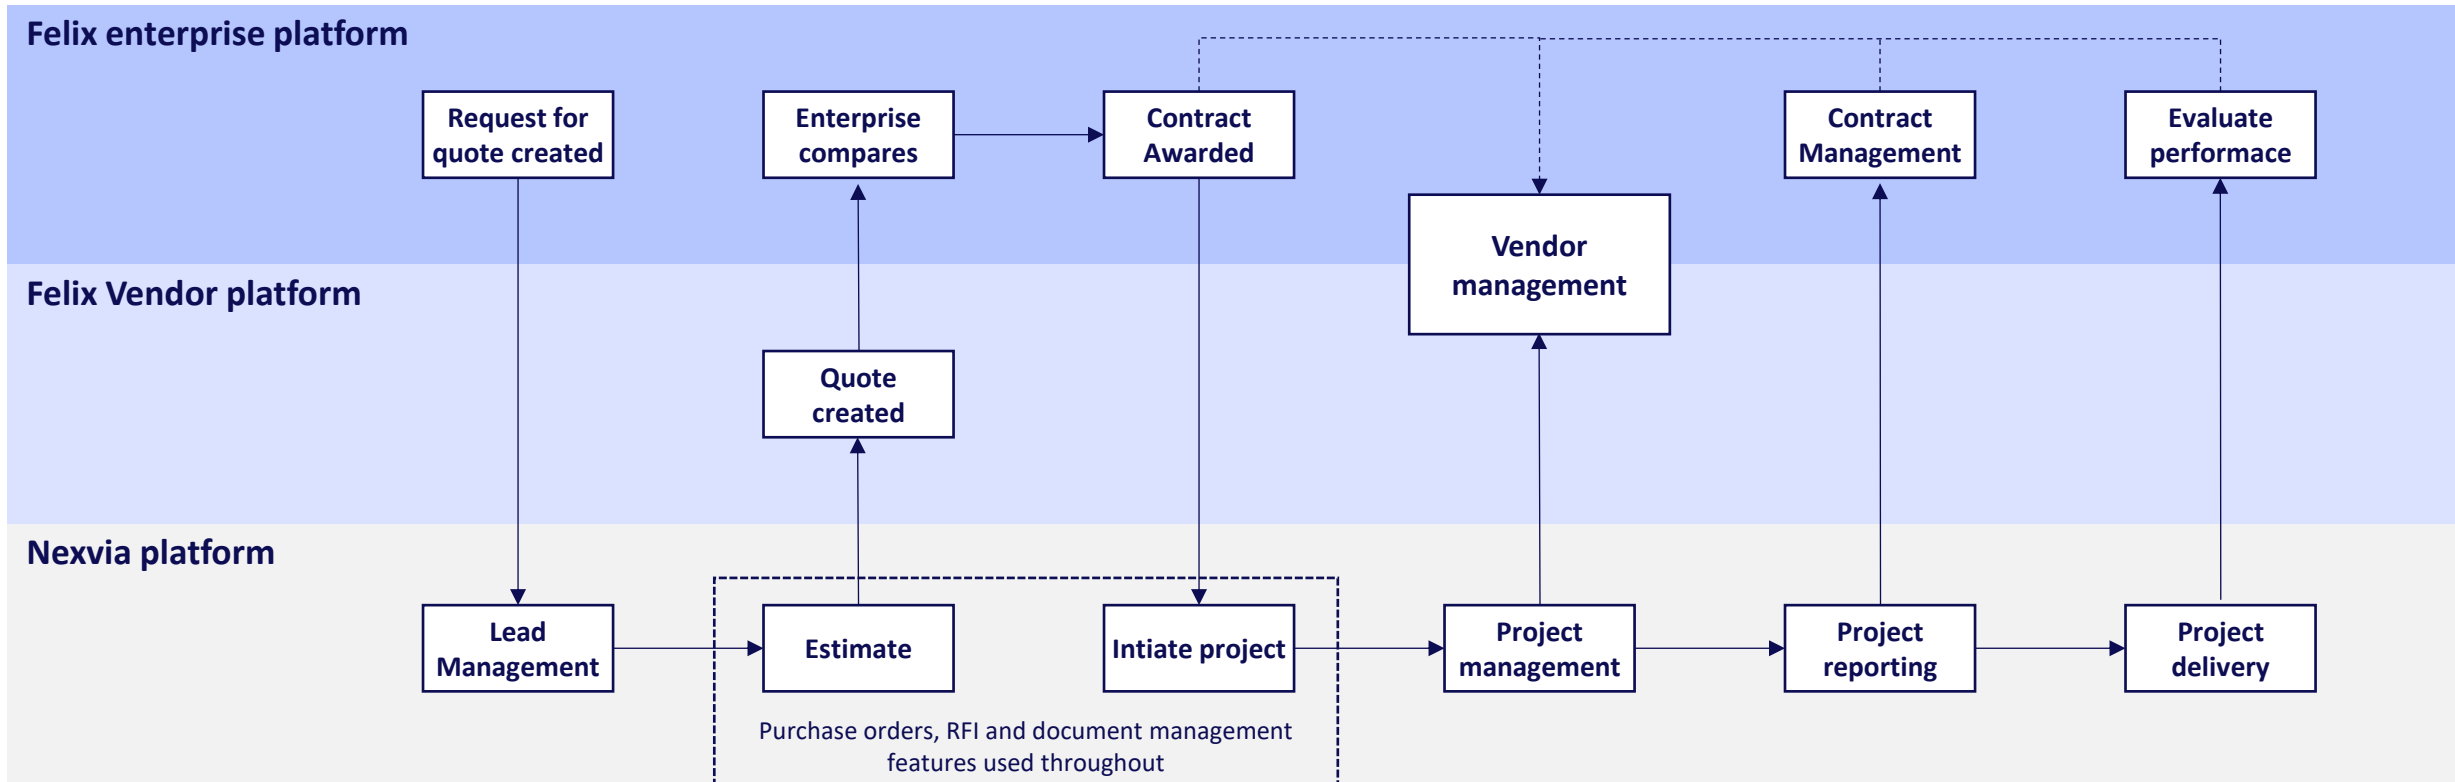 Felix enterprise platform
Request for
quote created
Enterprise
compares
Contract
Awarded
Contract
Management
Evaluate
performace
Vendor
management
Felix Vendor platform
Quote
created
Nexvia platform
Lead
Management
Estimate
Intiate project
Project
management
Project
reporting
Project
delivery
Purchase orders, RFI and document management
features used throughout